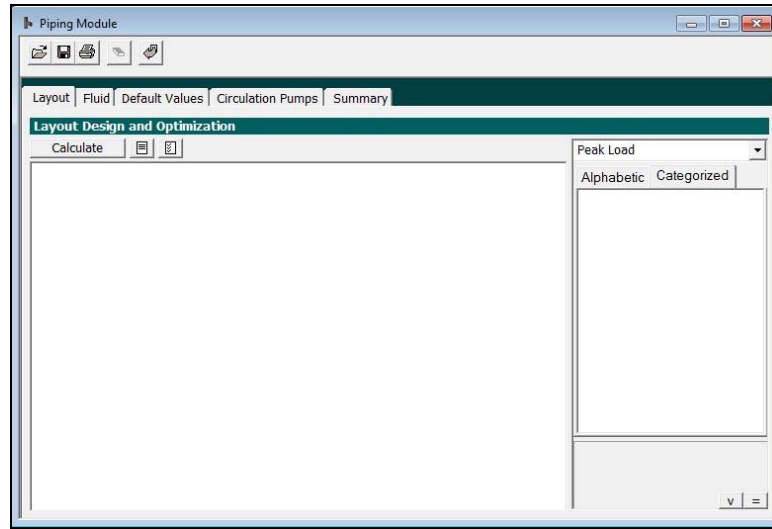 Piping Module
Layout Fluid Default Values Circulation Pumps Summary
Layout Design and Optimization
Calculate
Peak Load
Alphabetic Categorized
v =